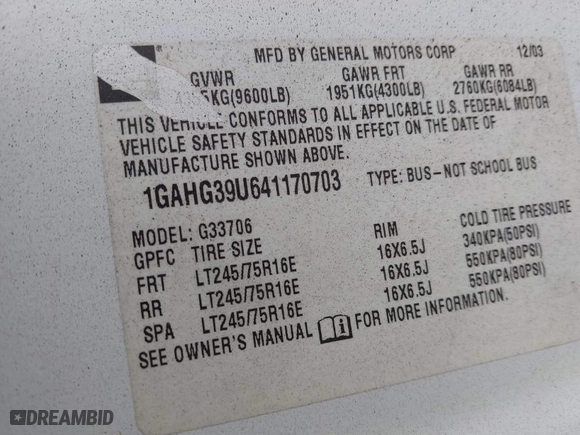 MFD BY GENERAL MOTORS CORP 12/03
GVWR GAWR FRT GAWR RR
KG(9600LB) 1951KG(4300LB) 2760KG(6084LB)
THIS VEHICLE CONFORMS TO ALL APPLICABLE U.S. FEDERAL MOTOR
VEHICLE SAFETY STANDARDS IN EFFECT ON THE DATE OF
MANUFACTURE SHOWN ABOVE.
1GAHG39U641170703 TYPE: BUS-NOT SCHOOL BUS
MODEL: G33706
GPFC TIRE SIZE RIM COLD TIRE PRESSURE
FRT LT245/75R16E 16X6.5J 340KPA(50PSI)
RR LT245/75R16E 16X6.5J 550KPA(80PSI)
SPA LT245/75R16E 16X6.5J 550KPA(80PSI)
SEE OWNER'S MANUAL FOR MORE INFORMATION.
DREAMBID